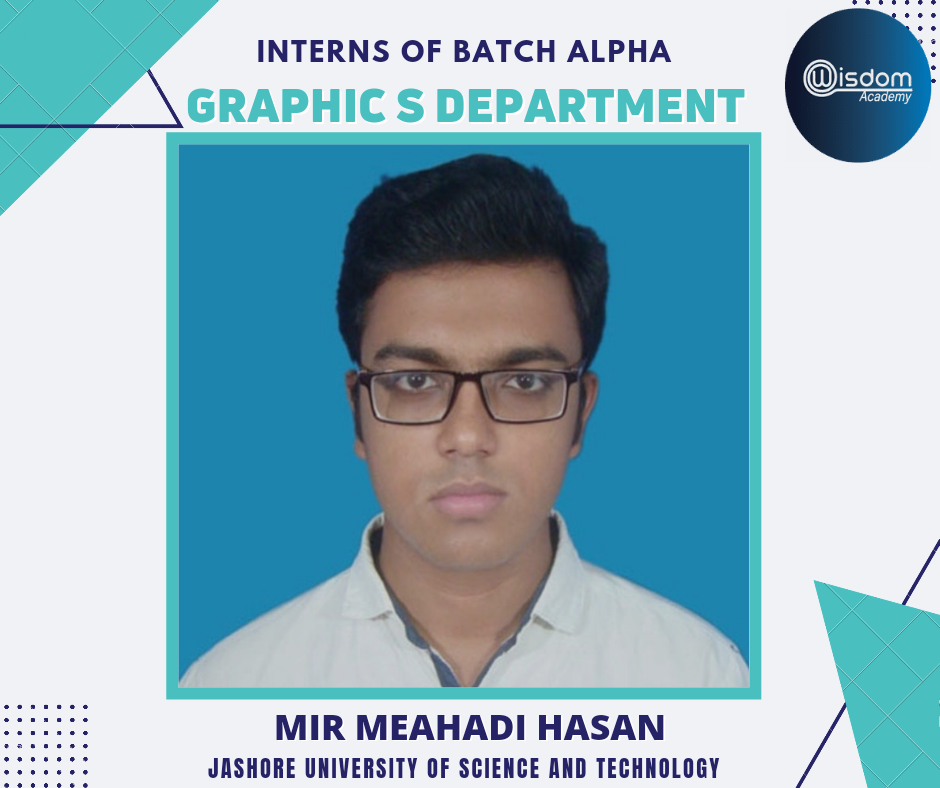 INTERNS OF BATCH ALPHA
GRAPHIC S DEPARTMENT
@Wisdom
Academy
MIR MEAHADI HASAN
JASHORE UNIVERSITY OF SCIENCE AND TECHNOLOGY